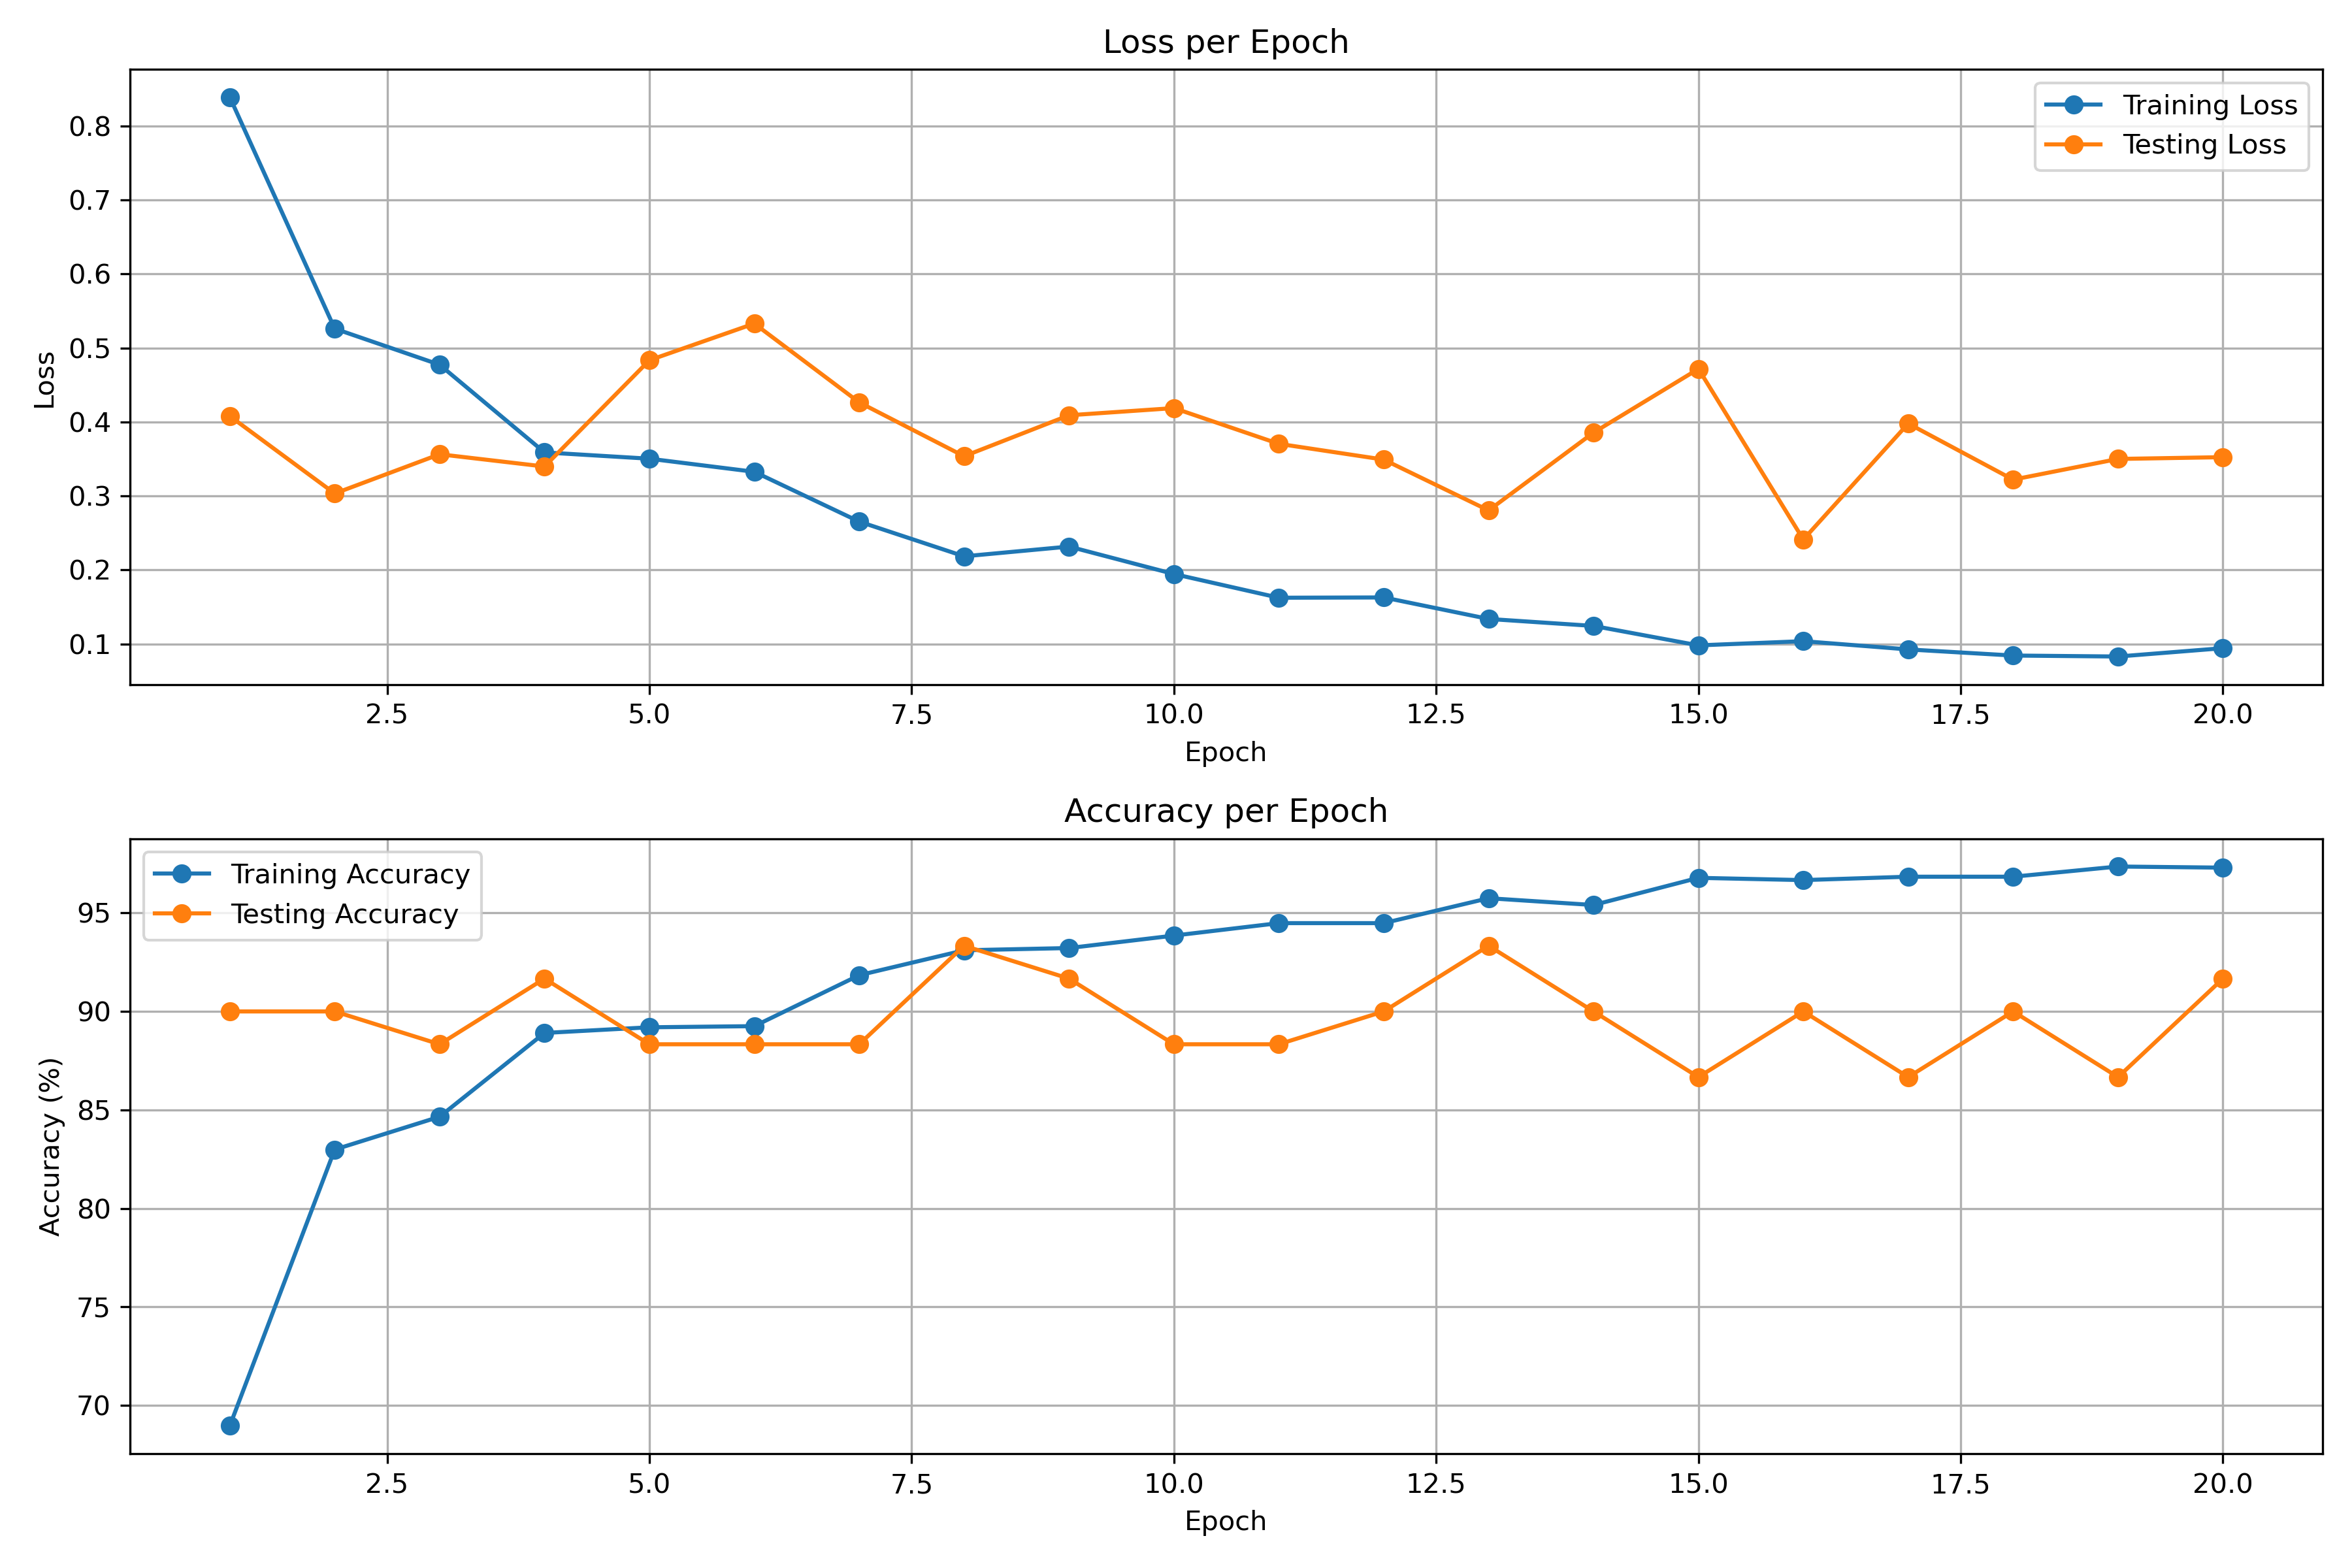 Loss per Epoch
Training Loss
Testing Loss
0.8
0.7
0.6
0.5
0.4
0.3
0.2
0.1
Loss
2.5 5.0 7.5 10.0 12.5 15.0 17.5 20.0
Epoch
Accuracy per Epoch
Training Accuracy
Testing Accuracy
95
90
85
80
75
70
Accuracy (%)
2.5 5.0 7.5 10.0 12.5 15.0 17.5 20.0
Epoch